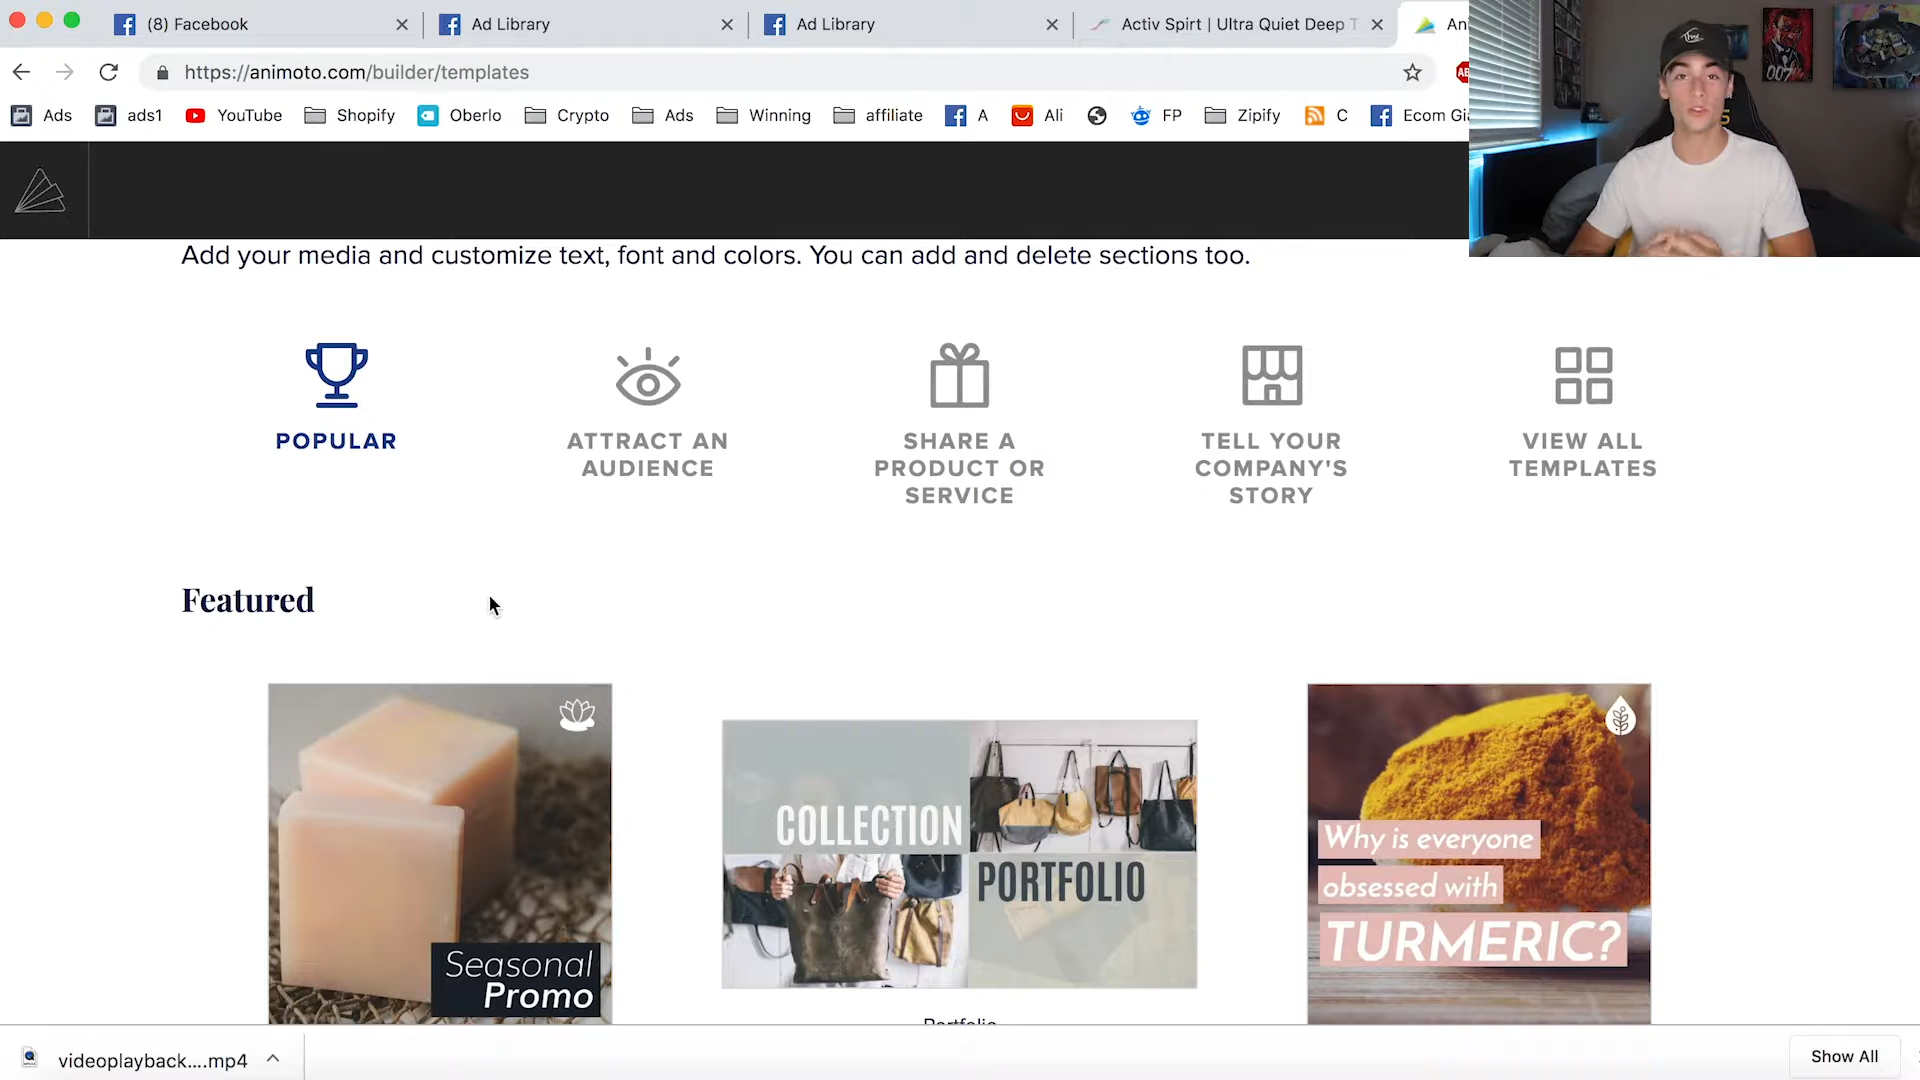 (8) Facebook
Ad Library
Ad Library
Activ Spirt | Ultra Quiet Deep T
An
https://animoto.com/builder/templates
Ads
ads1
YouTube
Shopify
Oberlo
Crypto
Ads
Winning
affiliate
A
Ali
FP
Zipify
C
Ecom Gi
007
Add your media and customize text, font and colors. You can add and delete sections too.
POPULAR
ATTRACT AN
AUDIENCE
SHARE A
PRODUCT OR
SERVICE
TELL YOUR
COMPANY'S
STORY
VIEW ALL
TEMPLATES
Featured
Seasonal
Promo
COLLECTION
PORTFOLIO
Why is everyone
obsessed with
TURMERIC?
Portfolio
videoplayback....mp4
Show All